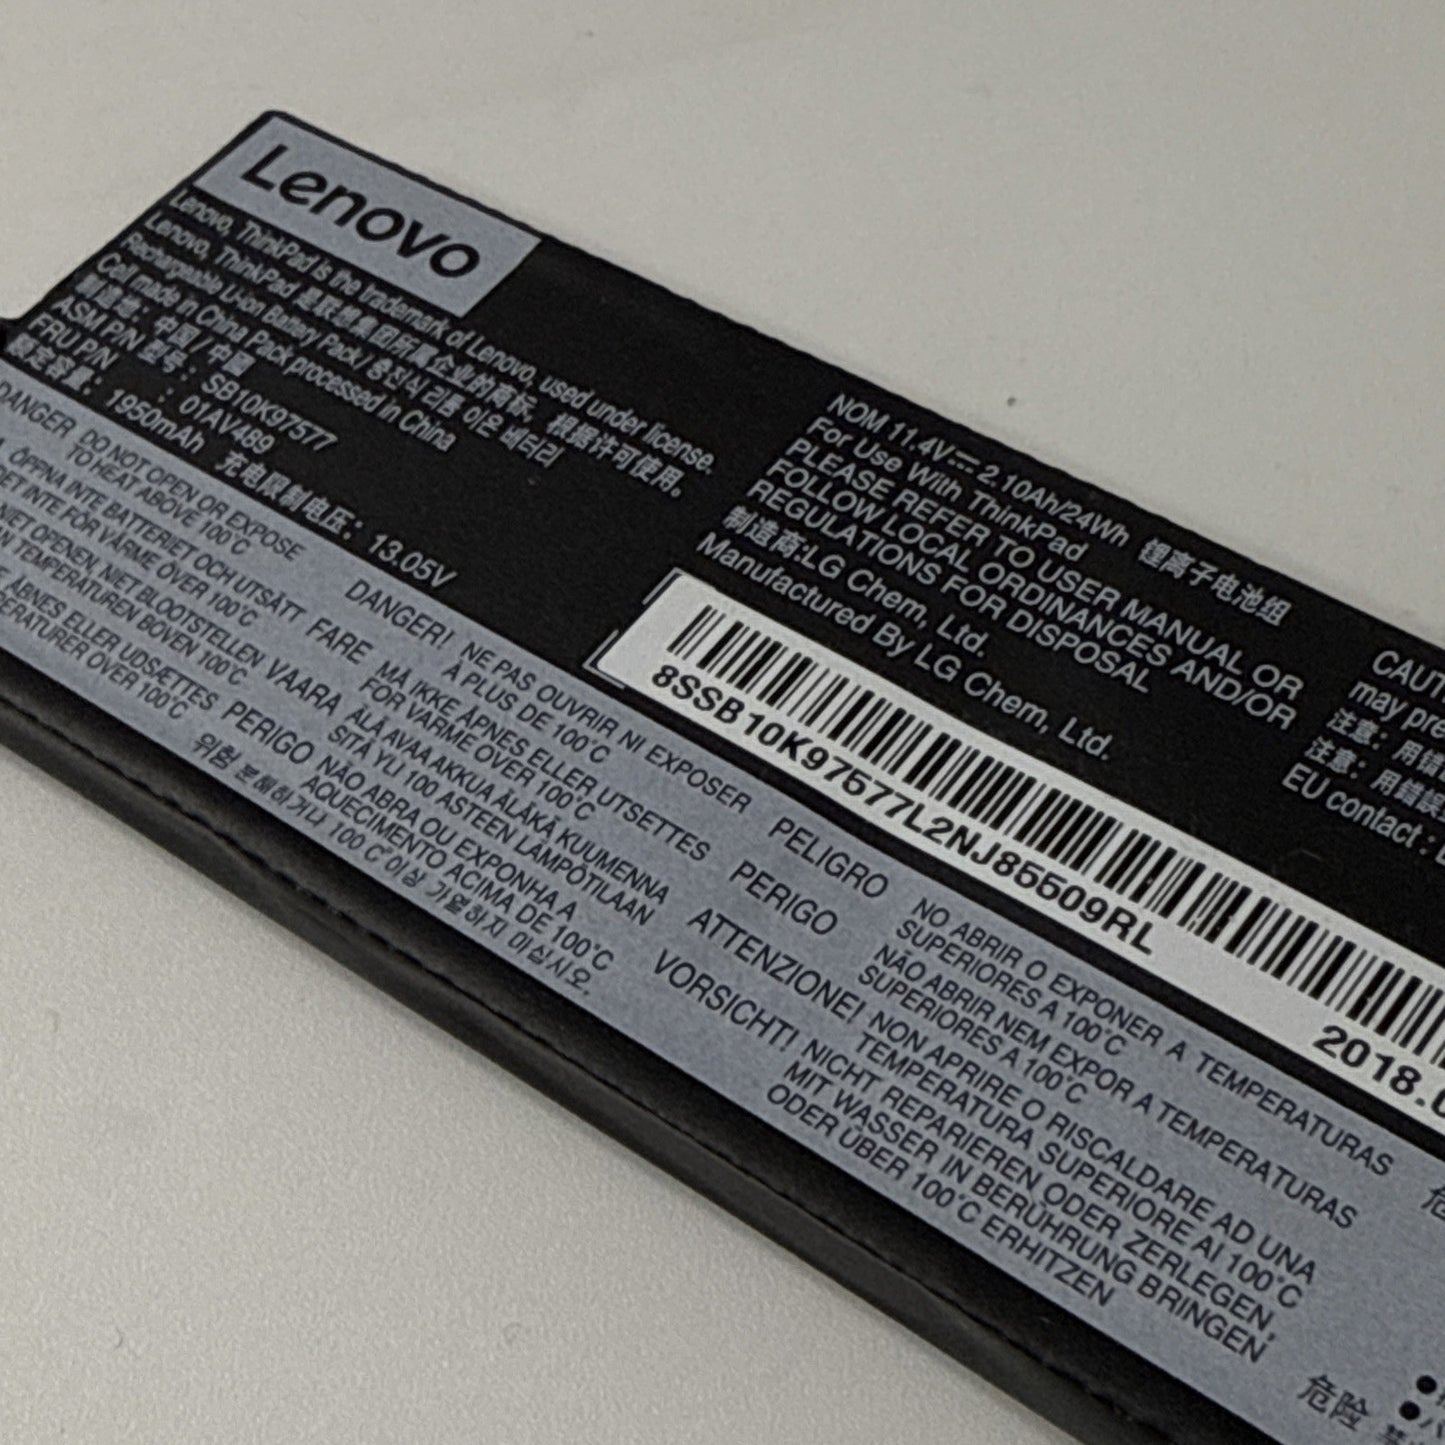 Lenovo
Lenovo, ThinkPad is the trademark of Lenovo, used under license.
Lenovo, ThinkPad 是联想集团所属企业的商标，根据许可使用。
Rechargeable Li-ion Battery Pack / 충진식 리튬 이온 배터리
Cell made in China Pack processed in China
制造地: 中国 / 中國
ASM P/N 型号: SB10K97577
FRU P/N : 01AV489
额定容量: 1950mAh 充电限制电压: 13.05V
NOM 11.4V 2.10Ah/24Wh 锂离子电池组
For Use With ThinkPad
PLEASE REFER TO USER MANUAL OR
FOLLOW LOCAL ORDINANCES AND/OR
REGULATIONS FOR DISPOSAL
制造商:LG Chem, Ltd.
Manufactured By LG Chem, Ltd.
8SSB10K97577L2NJ85509RL
2018.
may
注意: 用错
注意: 用錯誤
EU contact :
DANGER DO NOT OPEN OR EXPOSE
TO HEAT ABOVE 100°C
ÖPPNA INTE BATTERIET OCH UTSÄTT
DET INTE FÖR VÄRME ÖVER 100°C
OPENEN, NIET BLOOTSTELLEN
TEMPERATUREN BOVEN 100°C
ÅBNES ELLER UDSÆTTES
OVER 100°C
DANGER! NE PAS OUVRIR NI EXPOSER
À PLUS DE 100°C
FARE MÅ IKKE ÅPNES ELLER UTSETTES
FOR VARME OVER 100°C
VAARA ÄLÄ AVAA AKKUA ÄLÄKÄ KUUMENNA
SITÄ YLI 100 ASTEEN LÄMPÖTILAAN
PERIGO NÃO ABRA OU EXPONHA A
AQUECIMENTO ACIMA DE 100°C
위험 분해하거나 100°C이상 가열하지 마십시오.
PELIGRO NO ABRIR O EXPONER A TEMPERATURAS
SUPERIORES A 100°C
PERIGO NÃO ABRIR NEM EXPOR A TEMPERATURAS
SUPERIORES A 100°C
ATTENZIONE! NON APRIRE O RISCALDARE AD UNA
TEMPERATURA SUPERIORE AI 100°C
VORSICHT! NICHT REPARIEREN ODER ZERLEGEN,
MIT WASSER IN BERÜHRUNG BRINGEN
ODER ÜBER 100°C ERHITZEN
危険